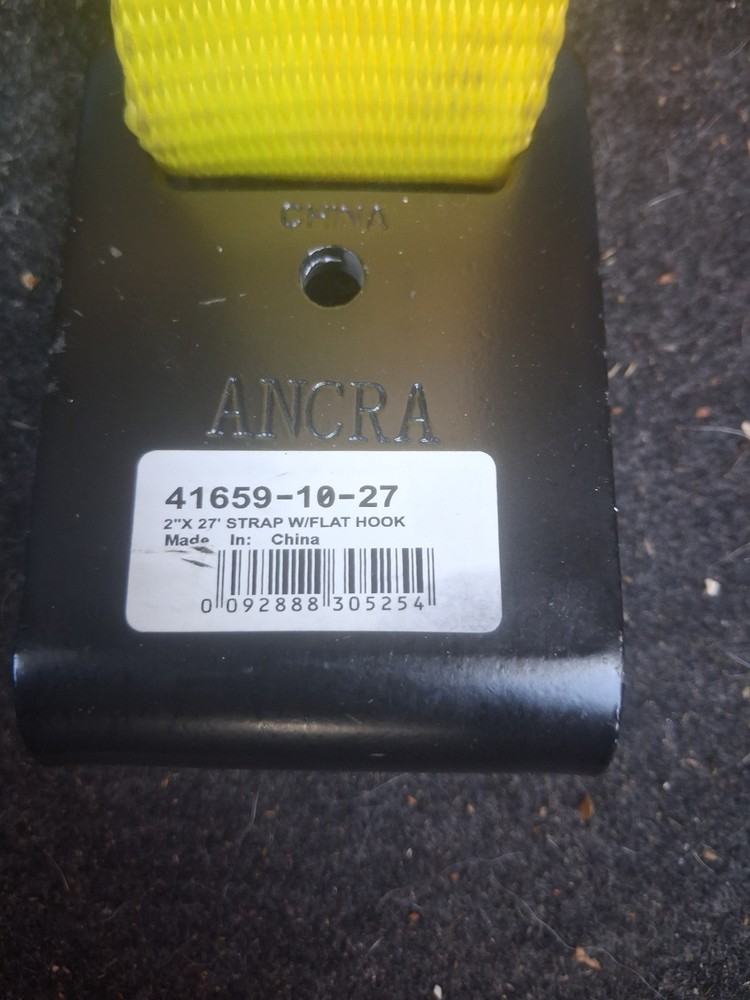 CHINA
ANCRA
41659-10-27
2"X 27' STRAP W/FLAT HOOK
Made In: China
0 092888 305254